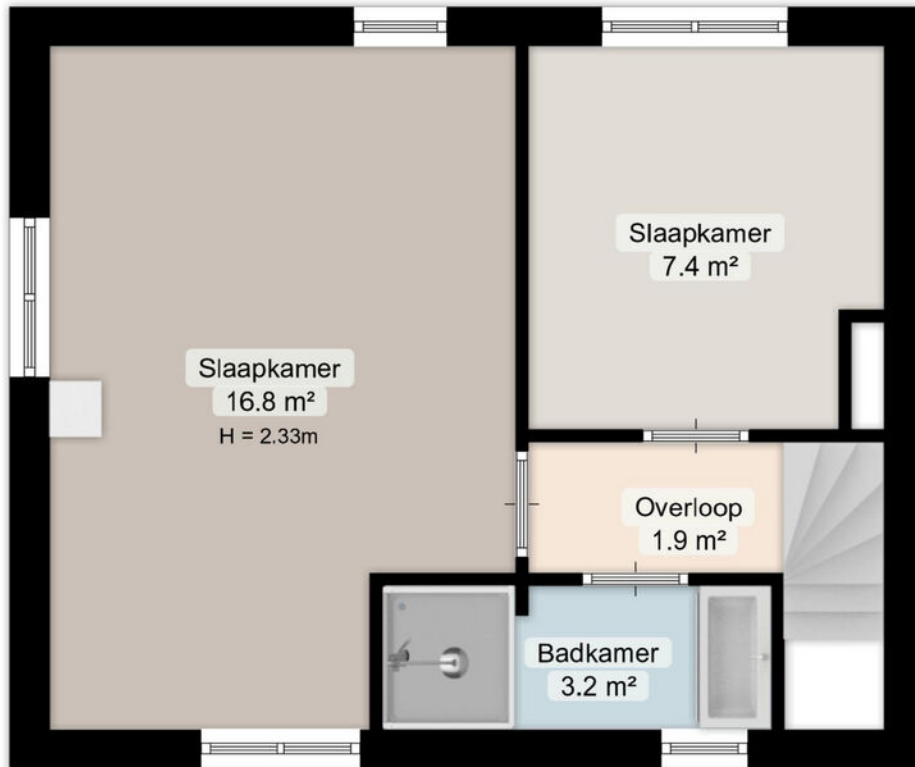 Slaapkamer
7.4 m²
Slaapkamer
16.8 m²
H = 2.33m
Overloop
1.9 m²
Badkamer
3.2 m²